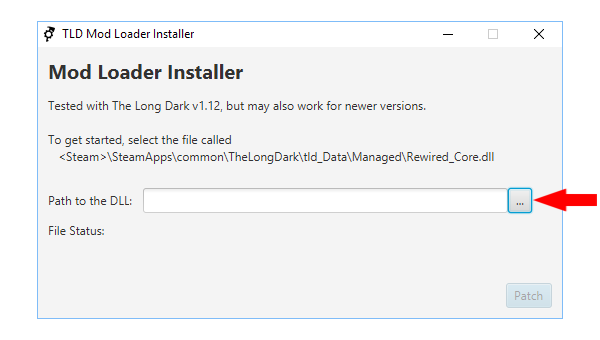 TLD Mod Loader Installer
Mod Loader Installer
Tested with The Long Dark v1.12, but may also work for newer versions.
To get started, select the file called
<Steam>\SteamApps\common\TheLongDark\tld_Data\Managed\Rewired_Core.dll
Path to the DLL: ...
File Status:
Patch